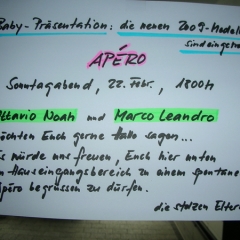 Baby-Präsentation: die neuen 2009-Modelle
sind eingetro
APÉRO
Sonntagabend, 22. Febr., 1800h
Ottavio Noah und Marco Leandro
möchten Euch gerne Hallo sagen...
Es würde uns freuen, Euch hier unten
im Hauseingangsbereich zu einem spontanen
Apéro begrüssen zu dürfen.
die stolzen Eltern